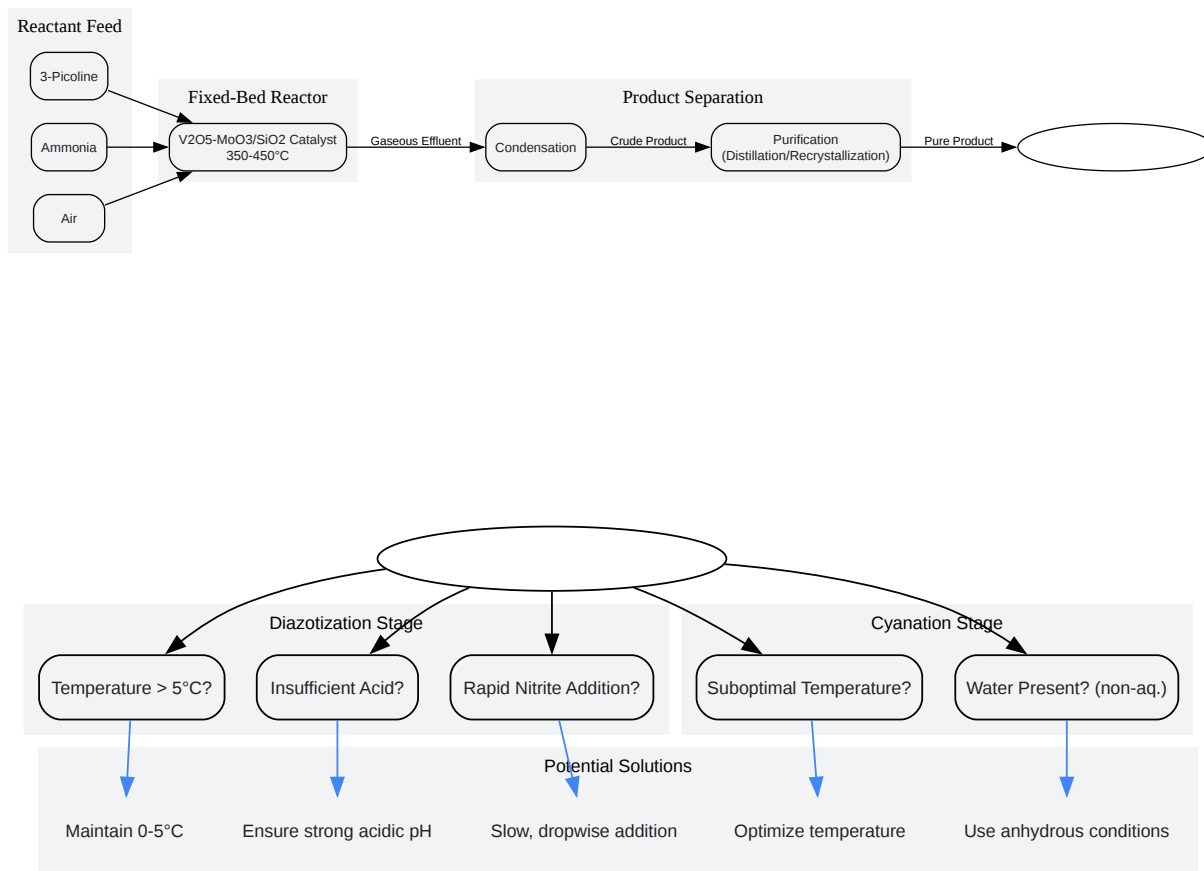 Reactant Feed
3-Picoline
Ammonia
Air
Fixed-Bed Reactor
V2O5-MoO3/SiO2 Catalyst
350-450°C
Gaseous Effluent
Product Separation
Condensation
Crude Product
Purification
(Distillation/Recrystallization)
Pure Product
Diazotization Stage
Temperature > 5°C?
Insufficient Acid?
Rapid Nitrite Addition?
Cyanation Stage
Suboptimal Temperature?
Water Present? (non-aq.)
Potential Solutions
Maintain 0-5°C
Ensure strong acidic pH
Slow, dropwise addition
Optimize temperature
Use anhydrous conditions